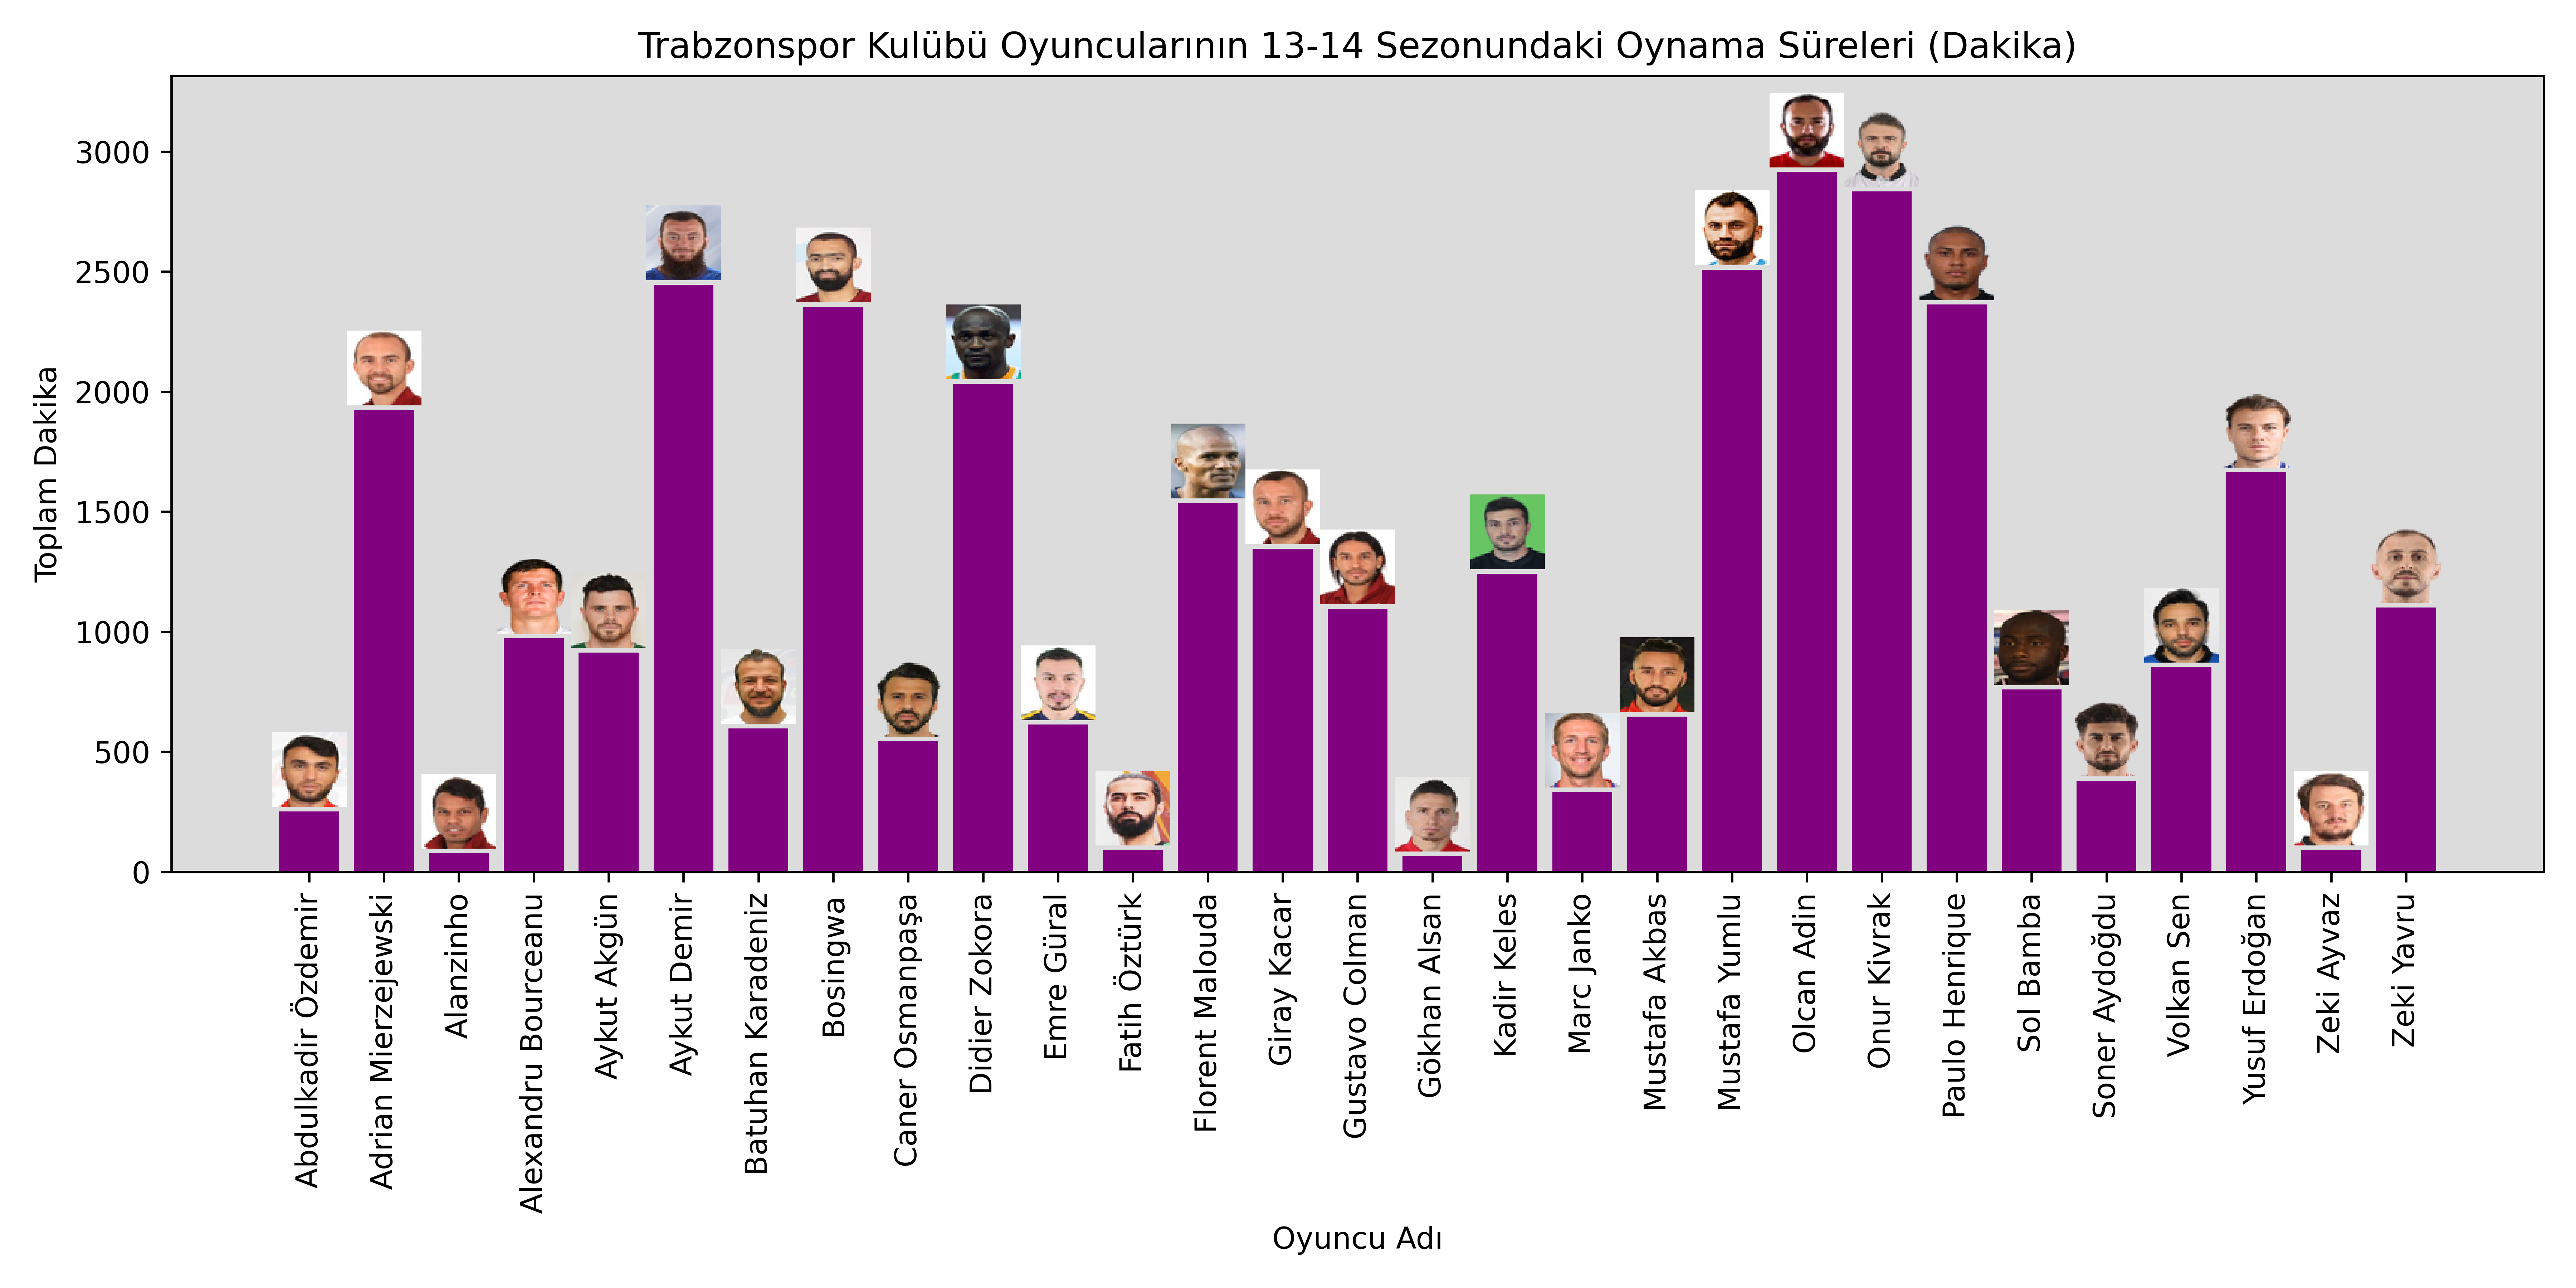 Trabzonspor Kulübü Oyuncularının 13-14 Sezonundaki Oynama Süreleri (Dakika)
Toplam Dakika
3000
2500
2000
1500
1000
500
0
Abdulkadir Özdemir
Adrian Mierzejewski
Alanzinho
Alexandru Bourceanu
Aykut Akgün
Aykut Demir
Batuhan Karadeniz
Bosingwa
Caner Osmanpaşa
Didier Zokora
Emre Güral
Fatih Öztürk
Florent Malouda
Giray Kacar
Gustavo Colman
Gökhan Alsan
Kadir Keles
Marc Janko
Mustafa Akbas
Mustafa Yumlu
Olcan Adin
Onur Kivrak
Paulo Henrique
Sol Bamba
Soner Aydoğdu
Volkan Sen
Yusuf Erdoğan
Zeki Ayvaz
Zeki Yavru
Oyuncu Adı